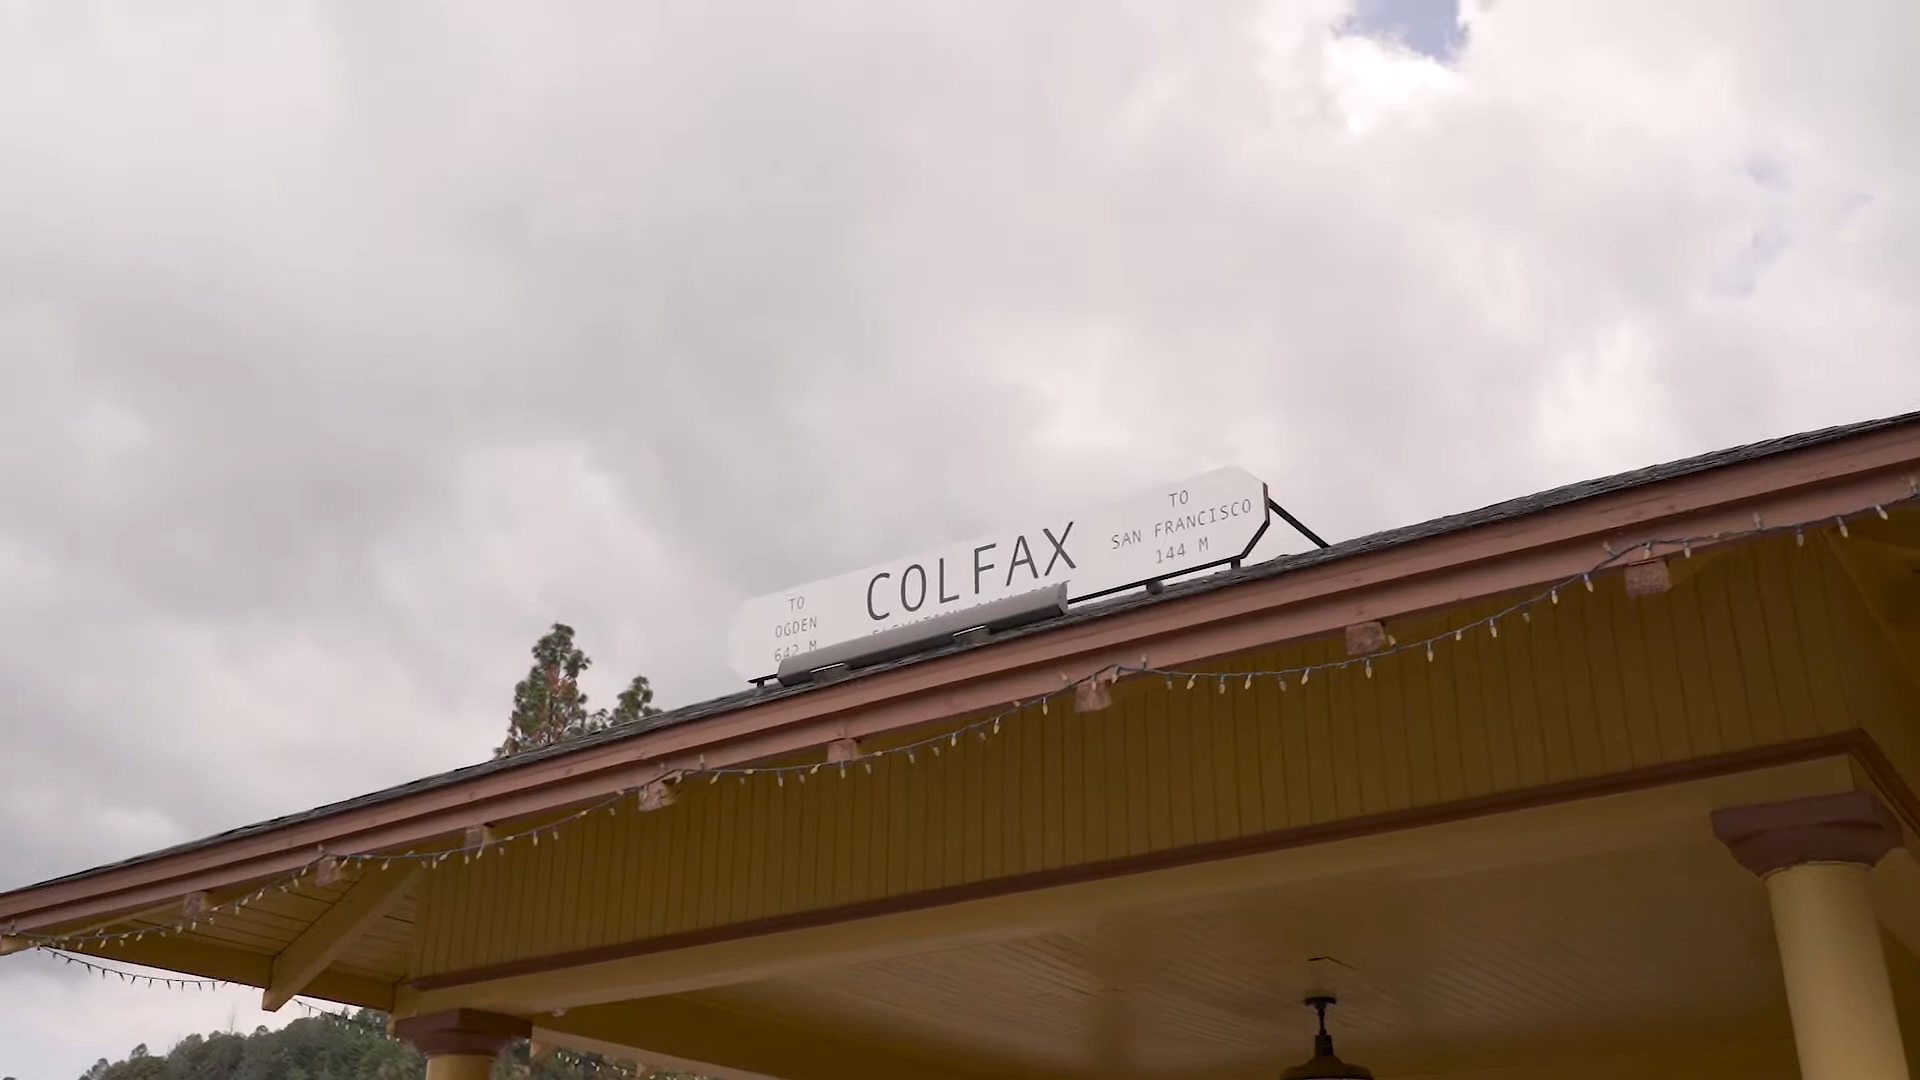 TO
OGDEN
642 M
COLFAX
TO
SAN FRANCISCO
144 M